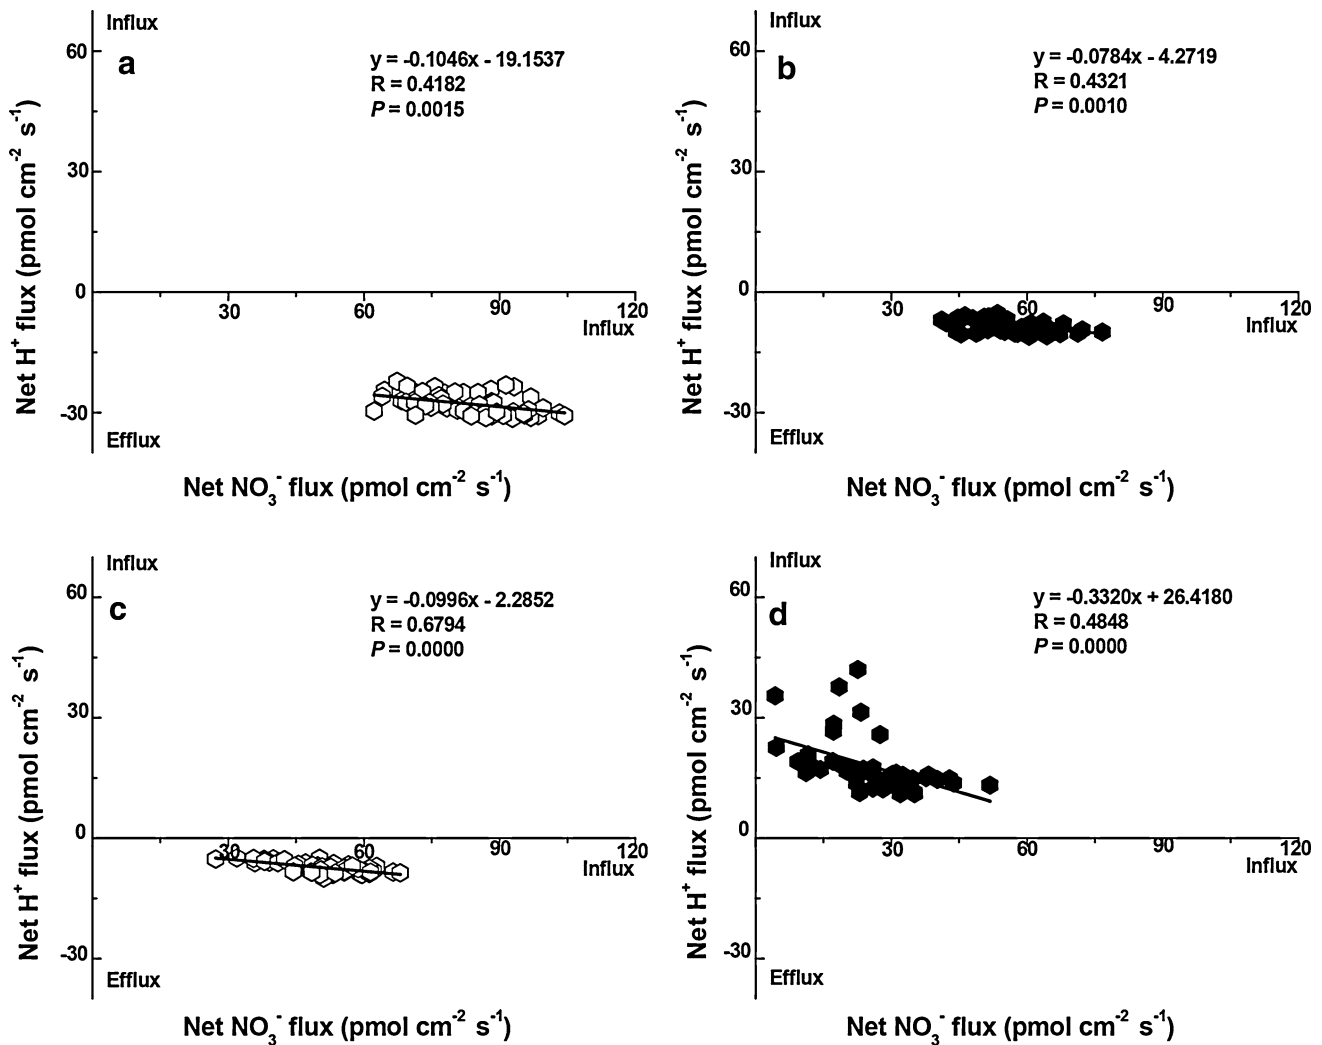 Influx
60
a
y = -0.1046x - 19.1537
R = 0.4182
P = 0.0015
30
0
30
60
90
120
Influx
-30
Efflux
Net H⁺ flux (pmol cm⁻² s⁻¹)
Net NO₃⁻ flux (pmol cm⁻² s⁻¹)
Influx
60
b
y = -0.0784x - 4.2719
R = 0.4321
P = 0.0010
30
0
30
60
90
120
Influx
-30
Efflux
Net H⁺ flux (pmol cm⁻² s⁻¹)
Net NO₃⁻ flux (pmol cm⁻² s⁻¹)
Influx
60
c
y = -0.0996x - 2.2852
R = 0.6794
P = 0.0000
30
0
30
60
90
120
Influx
-30
Efflux
Net H⁺ flux (pmol cm⁻² s⁻¹)
Net NO₃⁻ flux (pmol cm⁻² s⁻¹)
Influx
60
d
y = -0.3320x + 26.4180
R = 0.4848
P = 0.0000
30
0
30
60
90
120
Influx
-30
Efflux
Net H⁺ flux (pmol cm⁻² s⁻¹)
Net NO₃⁻ flux (pmol cm⁻² s⁻¹)